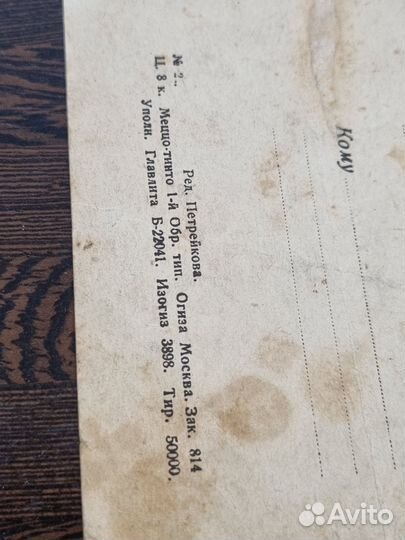 Кому
№ 2..
Ред. Петрейкова.
Ц. 8 к. Меццо-тинто 1-й Обр. тип. Огиза Москва. Зак. 814
Уполн. Главлита Б-22041. Изогиз 3898. Тир. 50000.
Avito